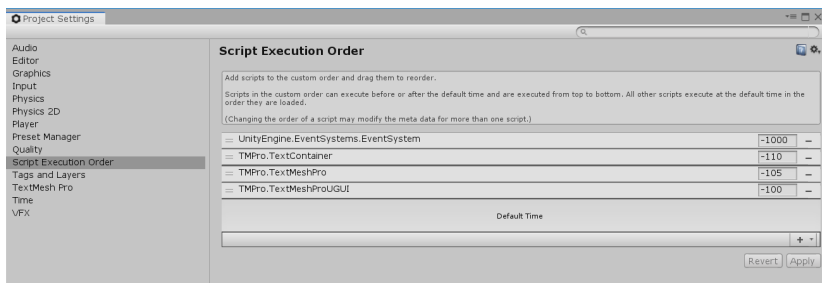 Project Settings
Audio
Editor
Graphics
Input
Physics
Physics 2D
Player
Preset Manager
Quality
Script Execution Order
Tags and Layers
TextMesh Pro
Time
VFX
Script Execution Order
Add scripts to the custom order and drag them to reorder.
Scripts in the custom order can execute before or after the default time and are executed from top to bottom. All other scripts execute at the default time in the
order they are loaded.
(Changing the order of a script may modify the meta data for more than one script.)
UnityEngine.EventSystems.EventSystem -1000
TMPro.TextContainer -110
TMPro.TextMeshPro -105
TMPro.TextMeshProUGUI -100
Default Time
Revert Apply